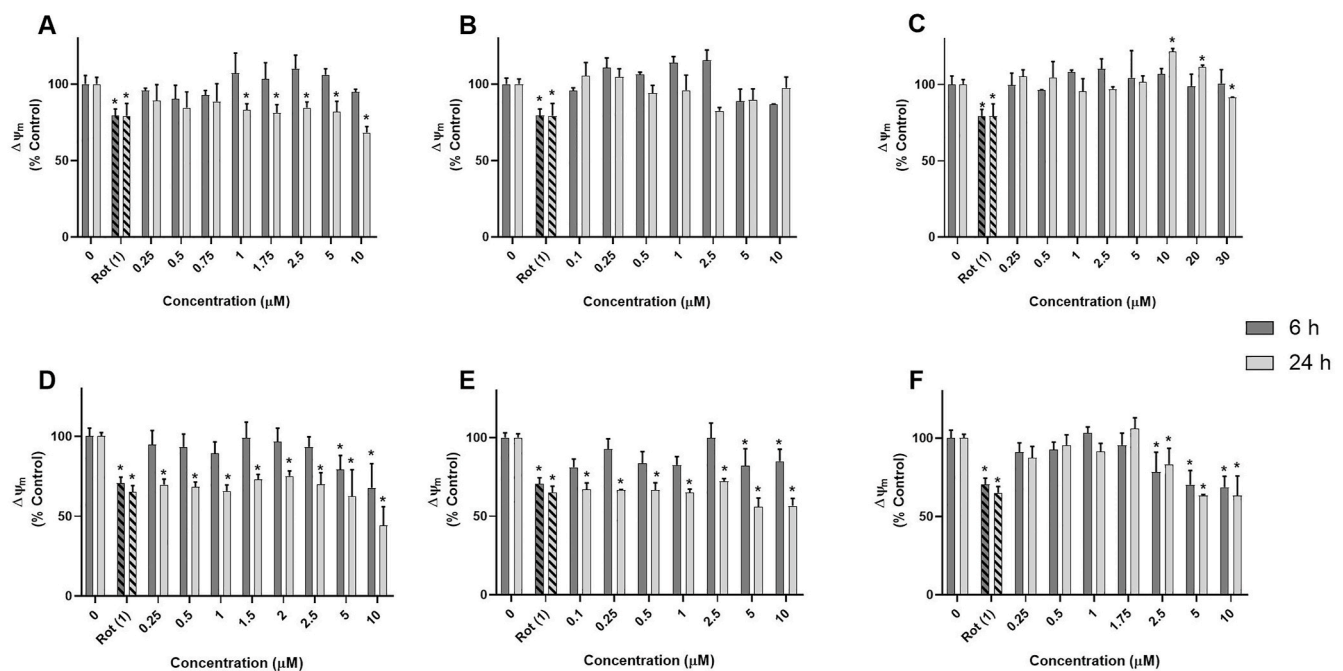 A
100
50
0
Δ Ψm
(% Control)
* * * * * * *
0 Rot (1) 0.25 0.5 0.75 1 1.75 2.5 5 10
Concentration (μM)
B
100
50
0
Δ Ψm
(% Control)
* *
0 Rot (1) 0.1 0.25 0.5 1 2.5 5 10
Concentration (μM)
C
100
50
0
Δ Ψm
(% Control)
* * * * *
0 Rot (1) 0.25 0.5 1 2.5 5 10 20 30
Concentration (μM)
6 h
24 h
D
100
50
0
Δ Ψm
(% Control)
* * * * * * * * * * * *
0 Rot (1) 0.25 0.5 1 1.5 2 2.5 5 10
Concentration (μM)
E
100
50
0
Δ Ψm
(% Control)
* * * * * * * * * * *
0 Rot (1) 0.1 0.25 0.5 1 2.5 5 10
Concentration (μM)
F
100
50
0
Δ Ψm
(% Control)
* * * * * * * *
0 Rot (1) 0.25 0.5 1 1.75 2.5 5 10
Concentration (μM)